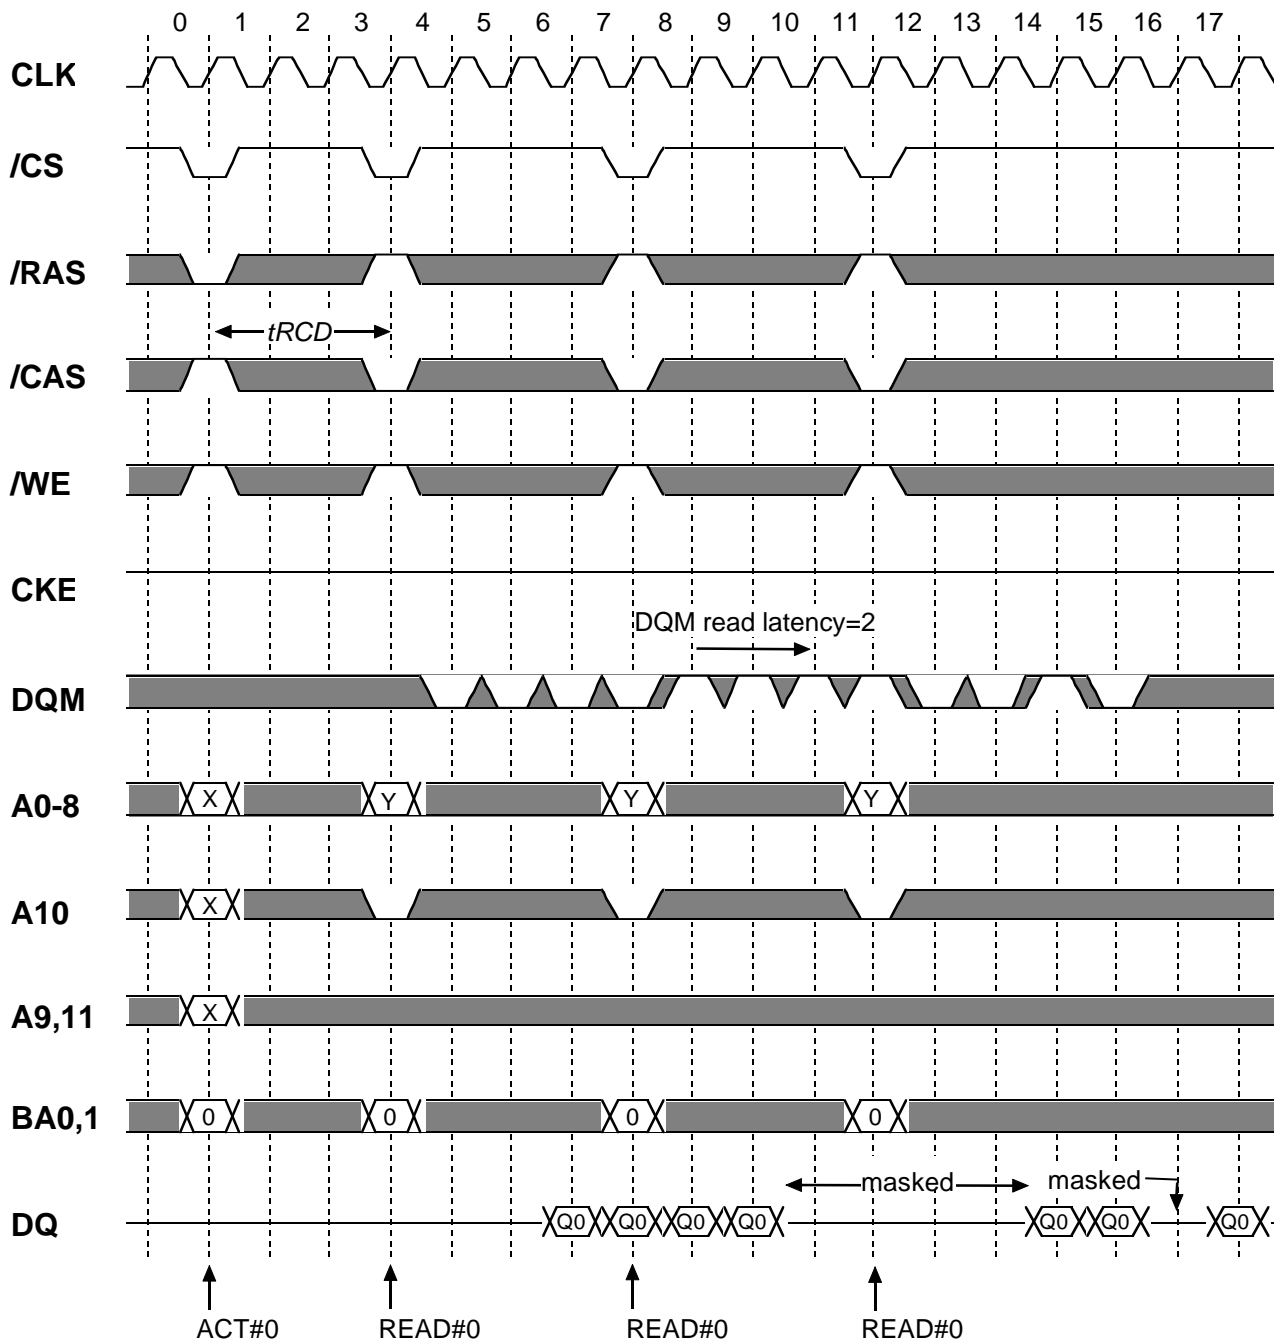 0 1 2 3 4 5 6 7 8 9 10 11 12 13 14 15 16 17
CLK
/CS
/RAS
tRCD
/CAS
/WE
CKE
DQM read latency=2
DQM
A0-8 X Y Y Y
A10 X
A9,11 X
BA0,1 0 0 0 0
masked masked
DQ Q0 Q0 Q0 Q0 Q0 Q0 Q0
ACT#0 READ#0 READ#0 READ#0